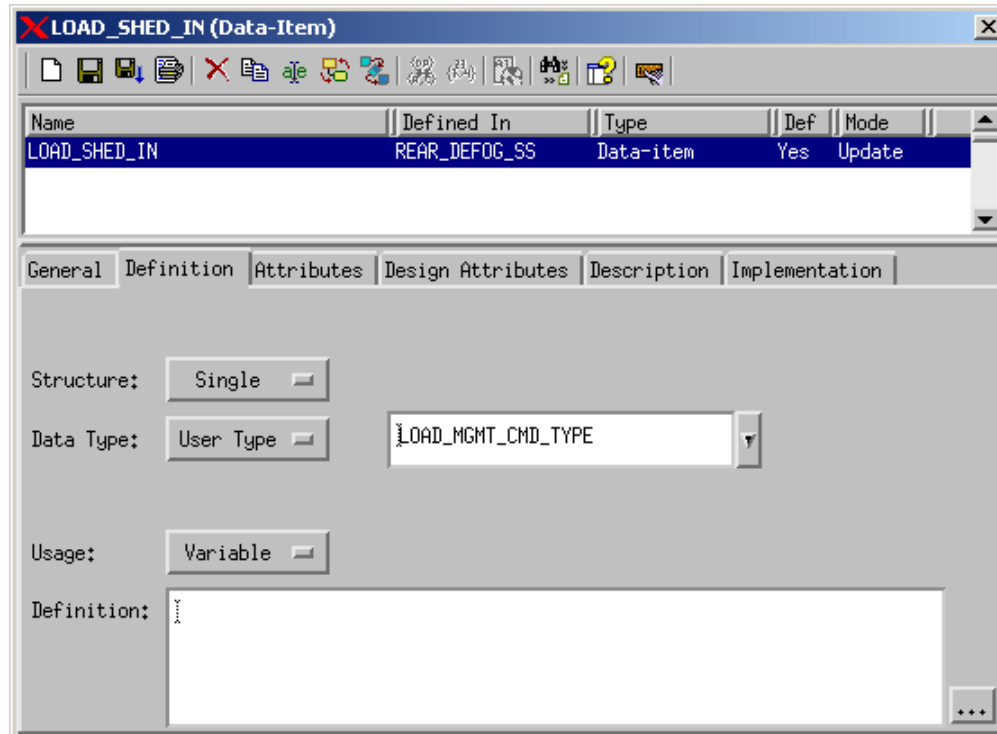 LOAD_SHED_IN (Data-Item)
Name Defined In Type Def Mode
LOAD_SHED_IN REAR_DEFOG_SS Data-item Yes Update
General Definition Attributes Design Attributes Description Implementation
Structure: Single
Data Type: User Type LOAD_MGMT_CMD_TYPE
Usage: Variable
Definition:
...